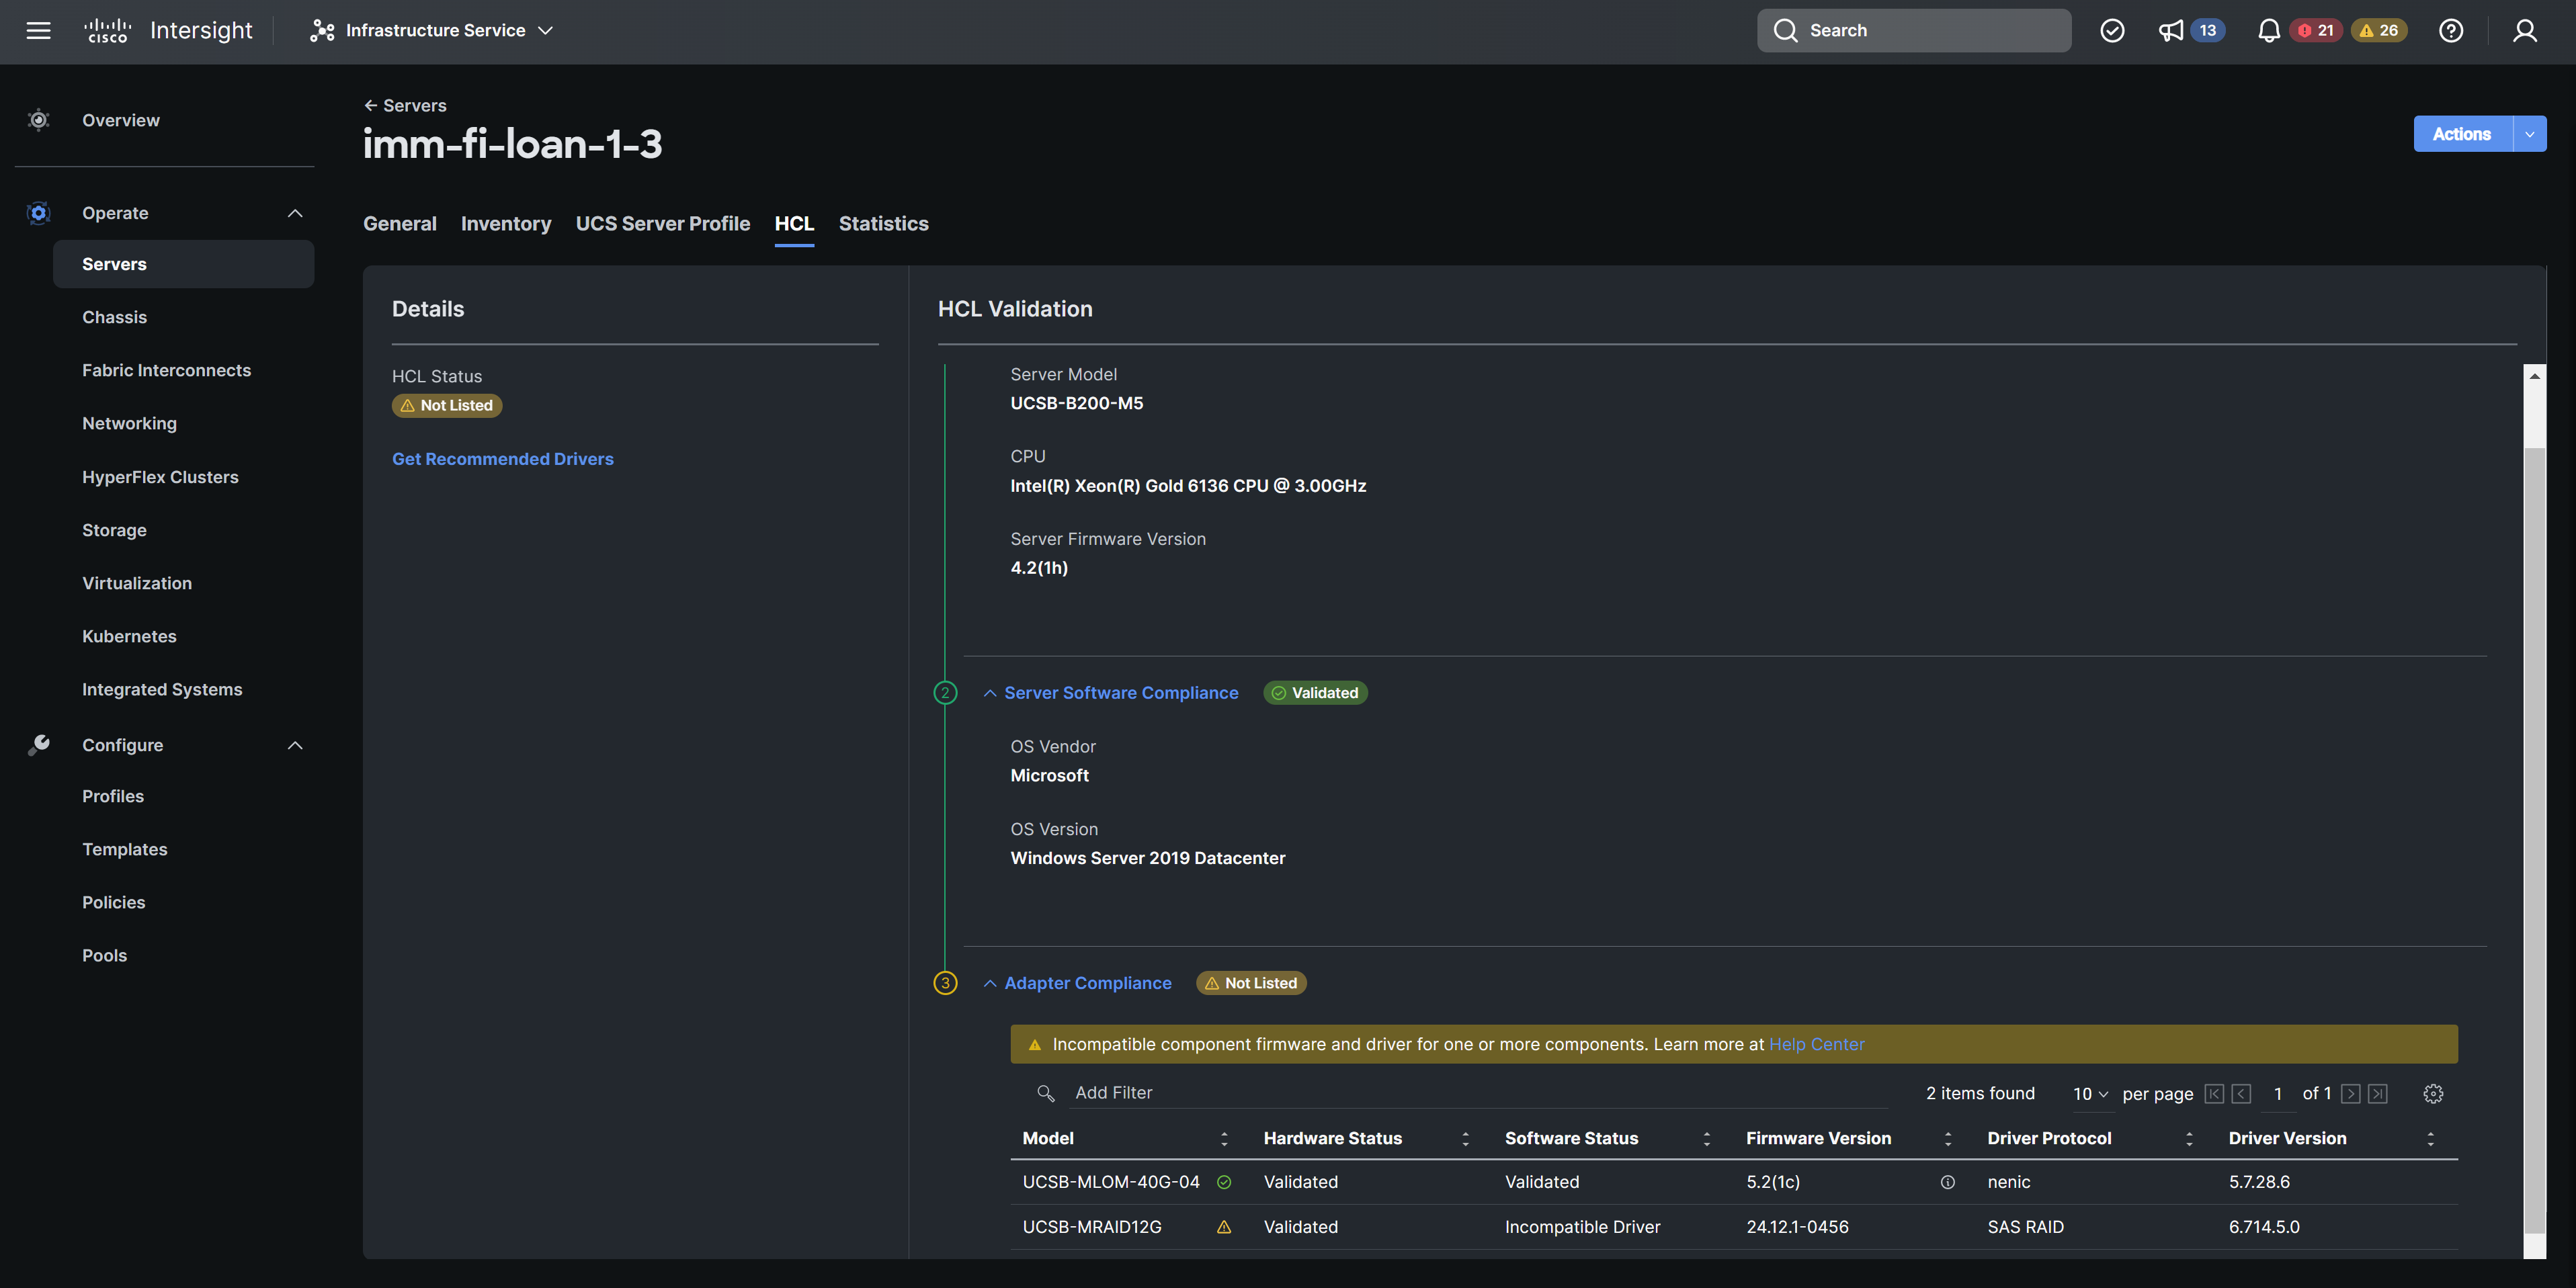 cisco Intersight Infrastructure Service
Search 13 21 26
Overview
Operate
Servers
Chassis
Fabric Interconnects
Networking
HyperFlex Clusters
Storage
Virtualization
Kubernetes
Integrated Systems
Configure
Profiles
Templates
Policies
Pools
← Servers
imm-fi-loan-1-3
Actions
General Inventory UCS Server Profile HCL Statistics
Details
HCL Status
Not Listed
Get Recommended Drivers
HCL Validation
Server Model
UCSB-B200-M5
CPU
Intel(R) Xeon(R) Gold 6136 CPU @ 3.00GHz
Server Firmware Version
4.2(1h)
2 Server Software Compliance Validated
OS Vendor
Microsoft
OS Version
Windows Server 2019 Datacenter
3 Adapter Compliance Not Listed
Incompatible component firmware and driver for one or more components. Learn more at Help Center
Add Filter 2 items found 10 per page 1 of 1
Model Hardware Status Software Status Firmware Version Driver Protocol Driver Version
UCSB-MLOM-40G-04 Validated Validated 5.2(1c) nenic 5.7.28.6
UCSB-MRAID12G Validated Incompatible Driver 24.12.1-0456 SAS RAID 6.714.5.0